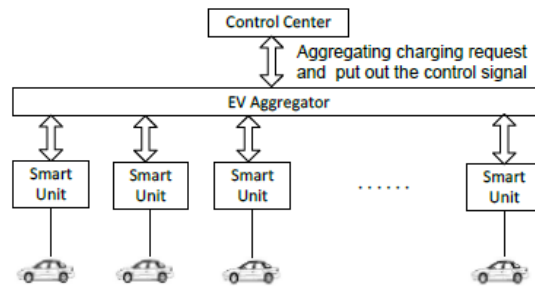 Control Center
Aggregating charging request
and put out the control signal
EV Aggregator
Smart
Unit
Smart
Unit
Smart
Unit
......
Smart
Unit